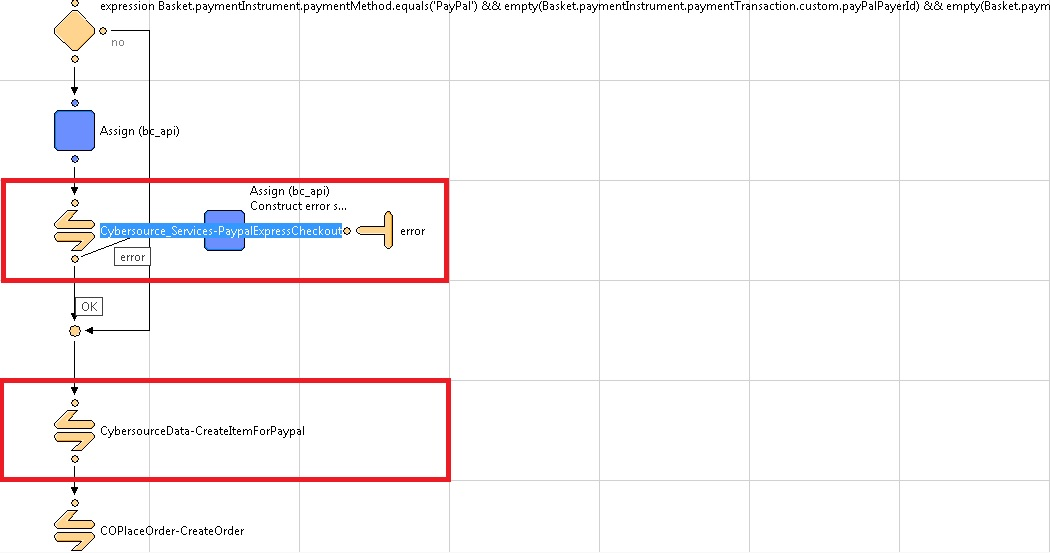 expression Basket.paymentInstrument.paymentMethod.equals('PayPal') && empty(Basket.paymentInstrument.paymentTransaction.custom.payPalPayerId) && empty(Basket.paym
no
Assign (bc_api)
Assign (bc_api)
Construct error s...
Cybersource_Services-PaypalExpressCheckout
error
error
OK
CybersourceData-CreateItemForPaypal
COPlaceOrder-CreateOrder